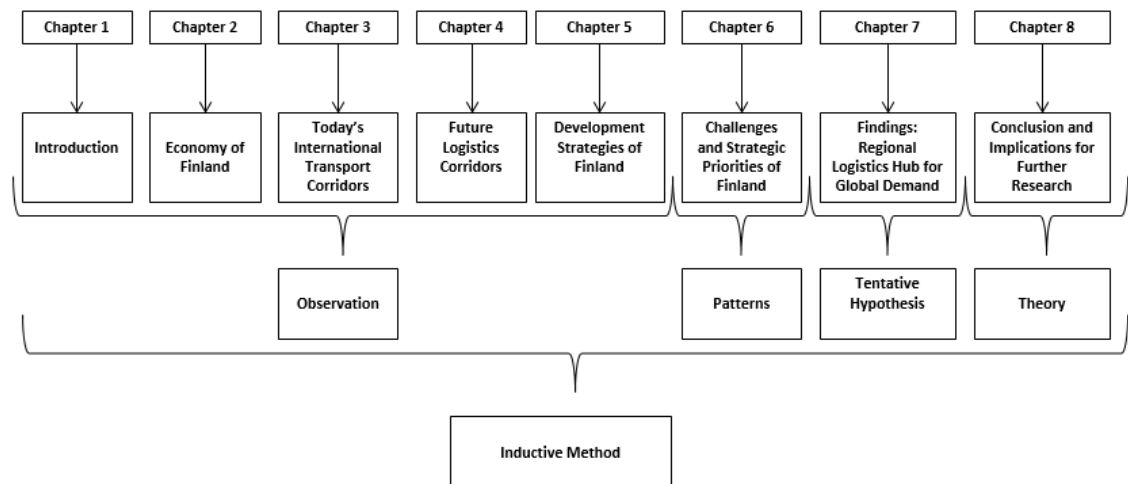 Chapter 1
Chapter 2
Chapter 3
Chapter 4
Chapter 5
Chapter 6
Chapter 7
Chapter 8
Introduction
Economy of
Finland
Today's
International
Transport
Corridors
Future
Logistics
Corridors
Development
Strategies of
Finland
Challenges
and Strategic
Priorities of
Finland
Findings:
Regional
Logistics Hub for
Global Demand
Conclusion and
Implications for
Further
Research
Observation
Patterns
Tentative
Hypothesis
Theory
Inductive Method